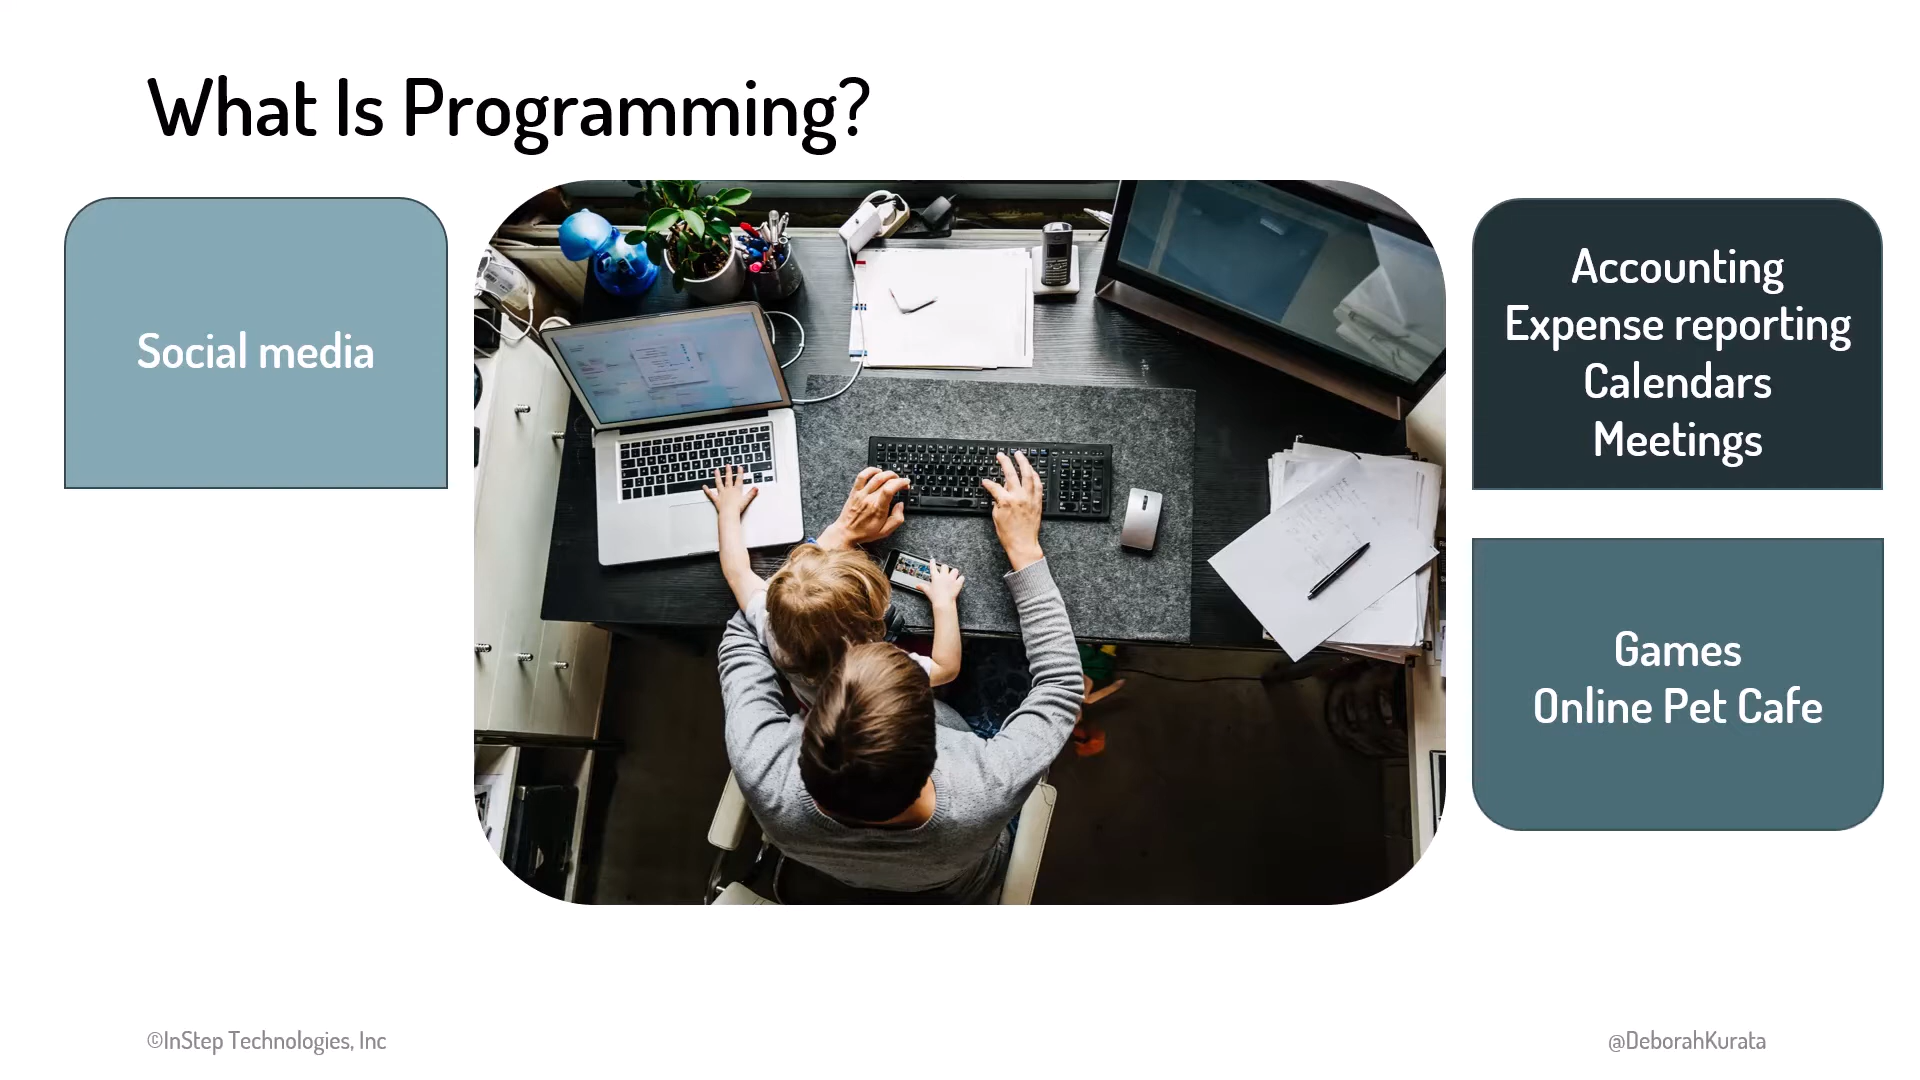 What Is Programming?
Social media
Accounting
Expense reporting
Calendars
Meetings
Games
Online Pet Cafe
©InStep Technologies, Inc
@DeborahKurata